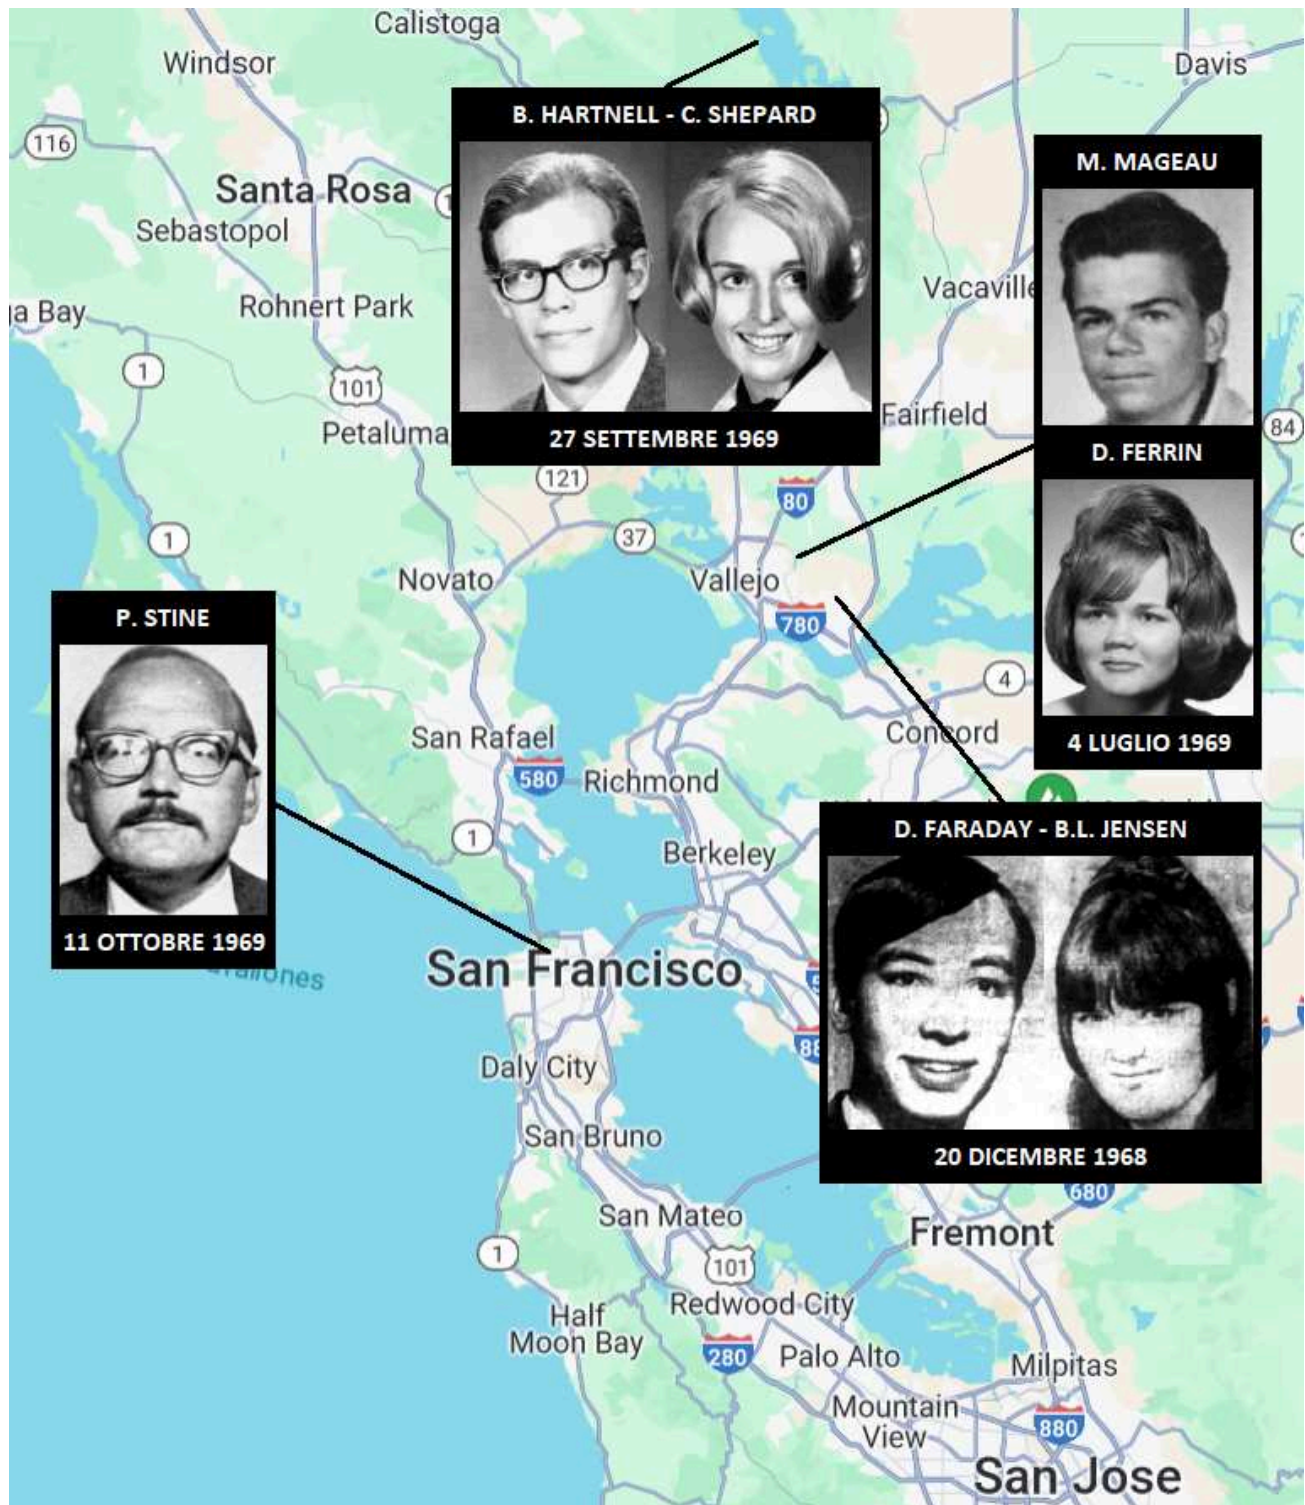 Calistoga
Windsor
Davis
B. HARTNELL - C. SHEPARD
116
M. MAGEAU
Santa Rosa
Sebastopol
Vacaville
Rohnert Park
a Bay
1
101
Fairfield
84
Petaluma
27 SETTEMBRE 1969
D. FERRIN
121
80
37
1
Novato
Vallejo
P. STINE
780
4
San Rafael
Concord
4 LUGLIO 1969
580
Richmond
1
D. FARADAY - B.L. JENSEN
Berkeley
11 OTTOBRE 1969
San Francisco
Daly City
San Bruno
20 DICEMBRE 1968
680
San Mateo
Fremont
1
101
Redwood City
Half
Moon Bay
280
Palo Alto
Milpitas
Mountain
View
880
San Jose